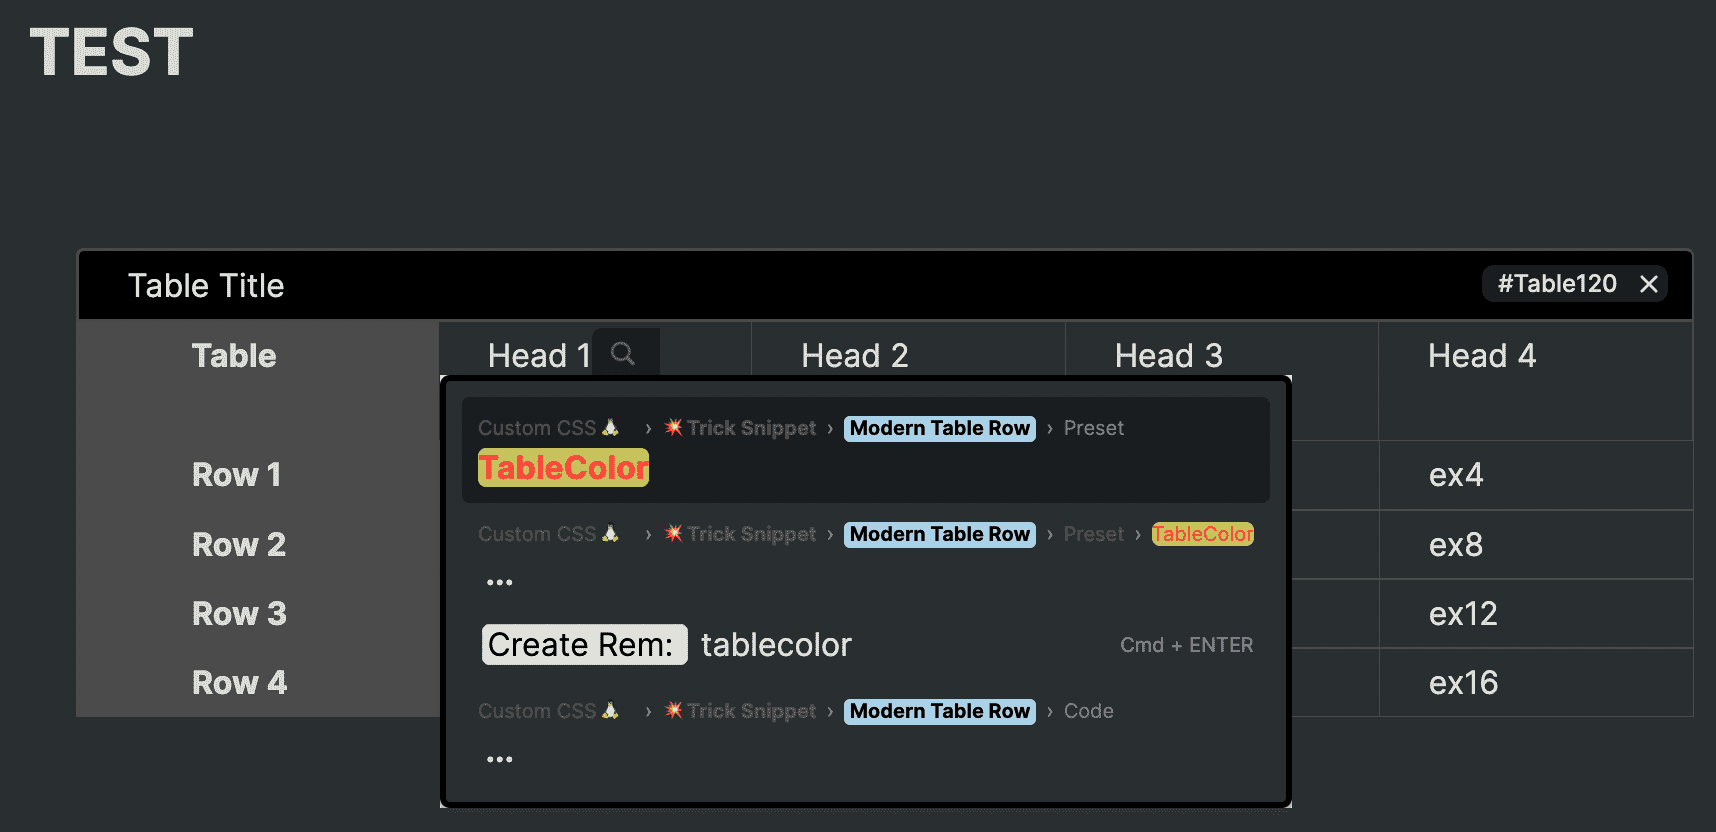 TEST
Table Title #Table120 ×
Table Head 1 Head 2 Head 3 Head 4
Custom CSS › Trick Snippet › Modern Table Row › Preset
TableColor
Row 1 ex4
Custom CSS › Trick Snippet › Modern Table Row › Preset › TableColor
Row 2 ex8
...
Row 3 ex12
Create Rem: tablecolor Cmd + ENTER
Row 4 ex16
Custom CSS › Trick Snippet › Modern Table Row › Code
...